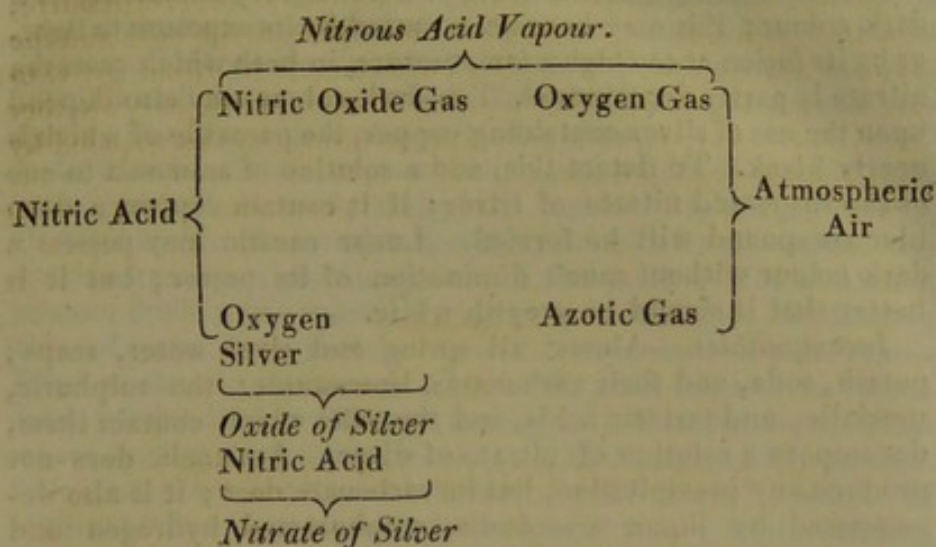 Nitrous Acid Vapour.
Nitric Oxide Gas Oxygen Gas
Nitric Acid Atmospheric
Air
Oxygen Azotic Gas
Silver
Oxide of Silver
Nitric Acid
Nitrate of Silver